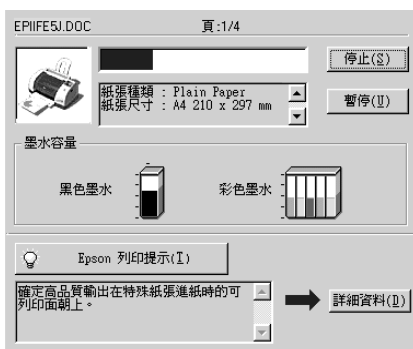 EPIIFE5J.DOC 頁:1/4
停止(S)
紙張種類 : Plain Paper
紙張尺寸 : A4 210 x 297 mm
暫停(U)
墨水容量
黑色墨水
彩色墨水
Epson 列印提示(I)
確定高品質輸出在特殊紙張進紙時的可
列印面朝上。
詳細資料(D)